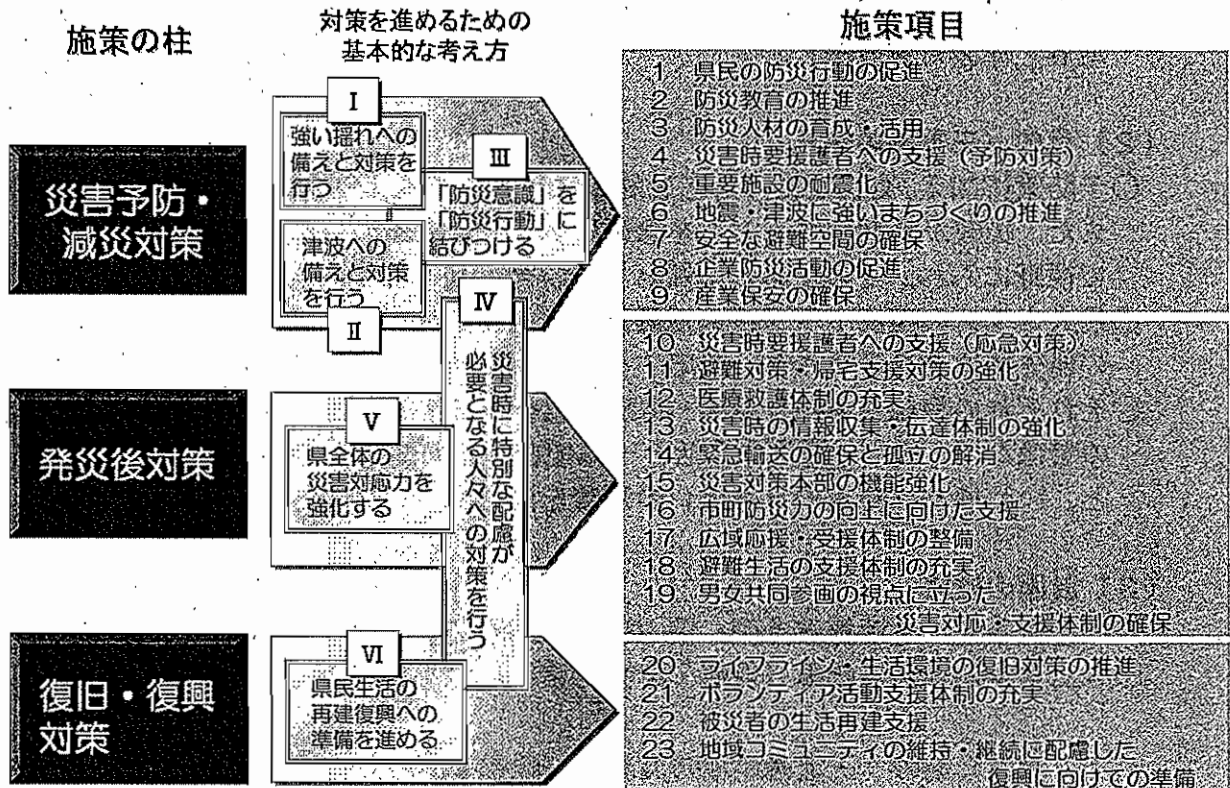 施策の柱
対策を進めるための
基本的な考え方
施策項目
災害予防・
減災対策
I
強い揺れへの
備えと対策を
行う
II
津波への
備えと対策
を行う
III
「防災意識」を
「防災行動」に
結びつける
IV
災害時に特別な配慮が
必要となる人々への対策を行う
1 県民の防災行動の促進
2 防災教育の推進
3 防災人材の育成・活用
4 災害時要援護者への支援(予防対策)
5 重要施設の耐震化
6 地震・津波に強いまちづくりの推進
7 安全な避難空間の確保
8 企業防災活動の促進
9 産業保安の確保
発災後対策
V
県全体の
災害対応力を
強化する
10 災害時要援護者への支援(応急対策)
11 避難対策・帰宅支援対策の強化
12 医療救護体制の充実
13 災害時の情報収集・伝達体制の強化
14 緊急輸送の確保と孤立の解消
15 災害対策本部の機能強化
16 市町防災力の向上に向けた支援
17 広域応援・受援体制の整備
18 避難生活の支援体制の充実
19 男女共同参画の視点に立った
災害対応・支援体制の確保
復旧・復興
対策
VI
県民生活の
再建復興への
準備を進める
20 ライフライン・生活環境の復旧対策の推進
21 ボランティア活動支援体制の充実
22 被災者の生活再建支援
23 地域コミュニティの維持・継続に配慮した
復興に向けての準備